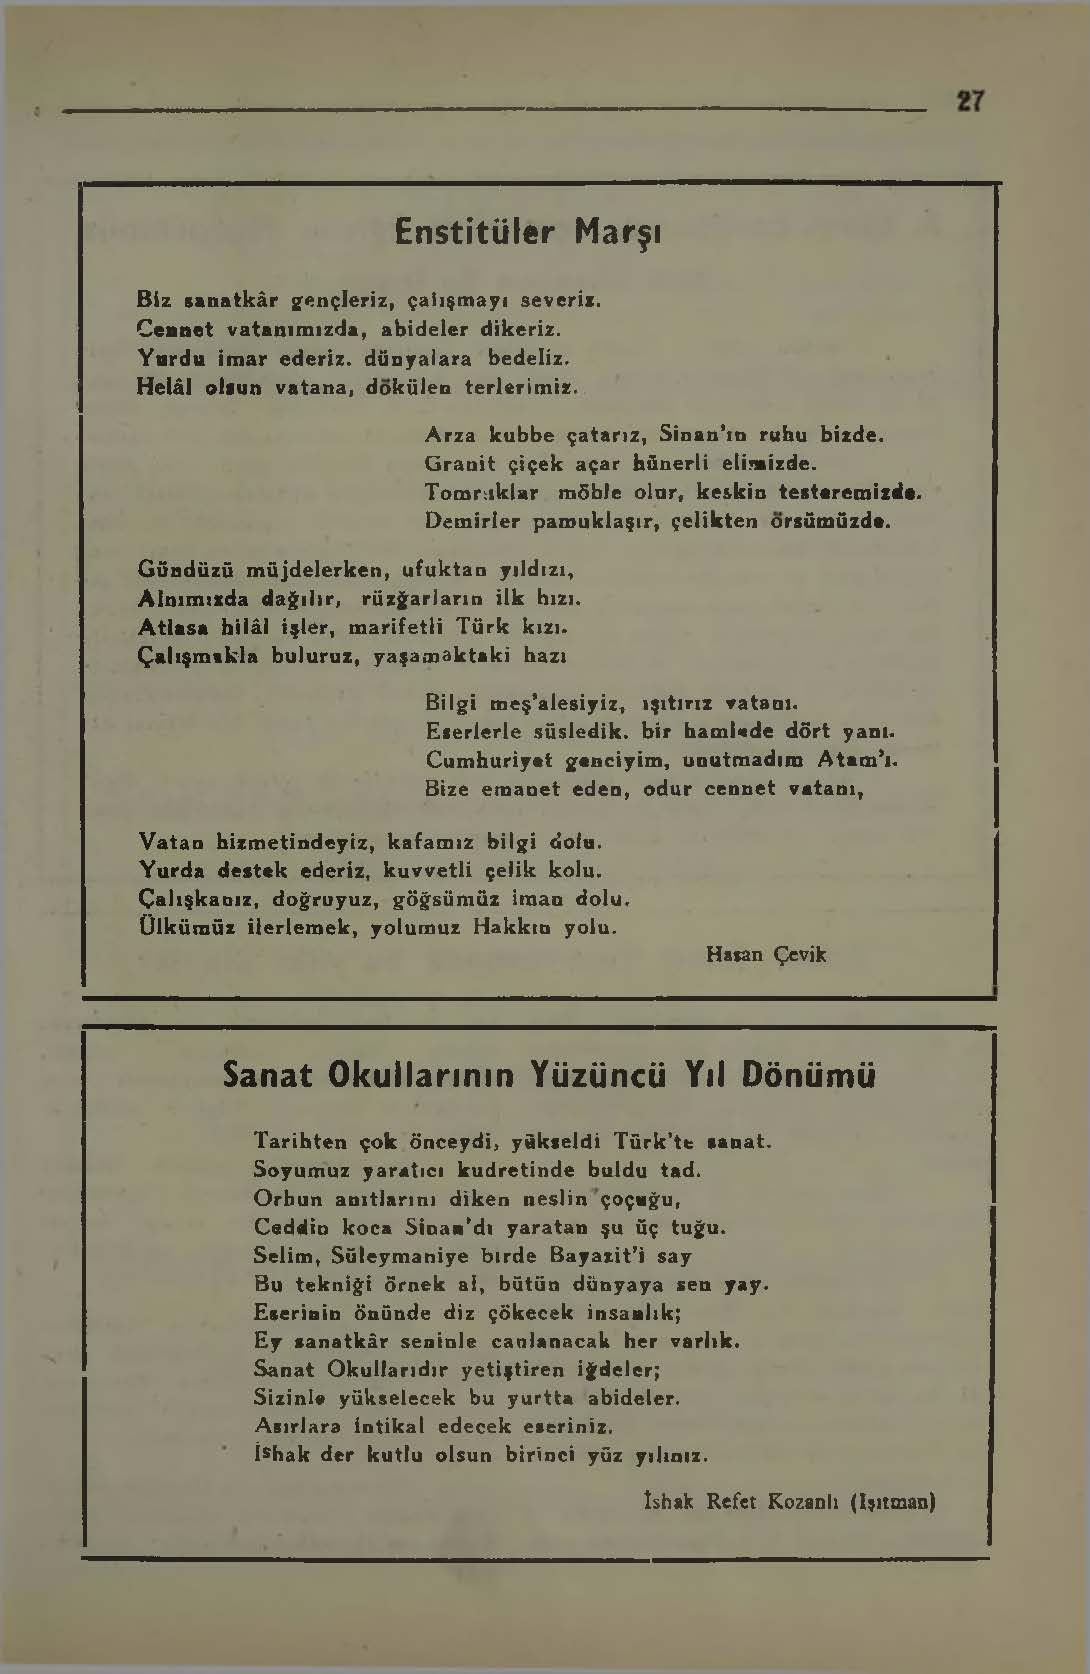 27
Enstitüler Marşı
Biz sanatkâr gençleriz, çalışmayı severiz.
Cennet vatanımızda, abideler dikeriz.
Yurdu imar ederiz. dünyalara bedeliz.
Helâl olsun vatana, dökülen terlerimiz.
Arza kubbe çatarız, Sinan'ın ruhu bizde.
Granit çiçek açar hünerli elimizde.
Tomruklar möble olur, keskin testeremizde.
Demirler pamuklaşır, çelikten örsümüzde.
Gündüzü müjdelerken, ufuktan yıldızı,
Alnımızda dağılır, rüzğarların ilk hızı.
Atlasa hilâl işler, marifetli Türk kızı.
Çalışmakla buluruz, yaşamaktaki hazı
Bilgi meş'alesiyiz, ışıtırız vatanı.
Eserlerle süsledik. bir hamlede dört yanı.
Cumhuriyet genciyim, unutmadım Atam'ı.
Bize emanet eden, odur cennet vatanı,
Vatan hizmetindeyiz, kafamız bilgi dolu.
Yurda destek ederiz, kuvvetli çelik kolu.
Çalışkanız, doğruyuz, göğsümüz iman dolu.
Ülkümüz ilerlemek, yolumuz Hakkın yolu.
Hasan Çevik
Sanat Okullarının Yüzüncü Yıl Dönümü
Tarihten çok önceydi, yükseldi Türk'te sanat.
Soyumuz yaratıcı kudretinde buldu tad.
Orhun anıtlarını diken neslin çoçuğu,
Ceddin koca Sinan'dı yaratan şu üç tuğu.
Selim, Süleymaniye birde Bayazit'i say
Bu tekniği örnek al, bütün dünyaya sen yay.
Eserinin önünde diz çökecek insanlık;
Ey sanatkâr seninle canlanacak her varlık.
Sanat Okullarıdır yetiştiren iğdeler;
Sizinle yükselecek bu yurtta abideler.
Asırlara intikal edecek eseriniz.
İshak der kutlu olsun birinci yüz yılınız.
İshak Refet Kozanlı (Işıtman)